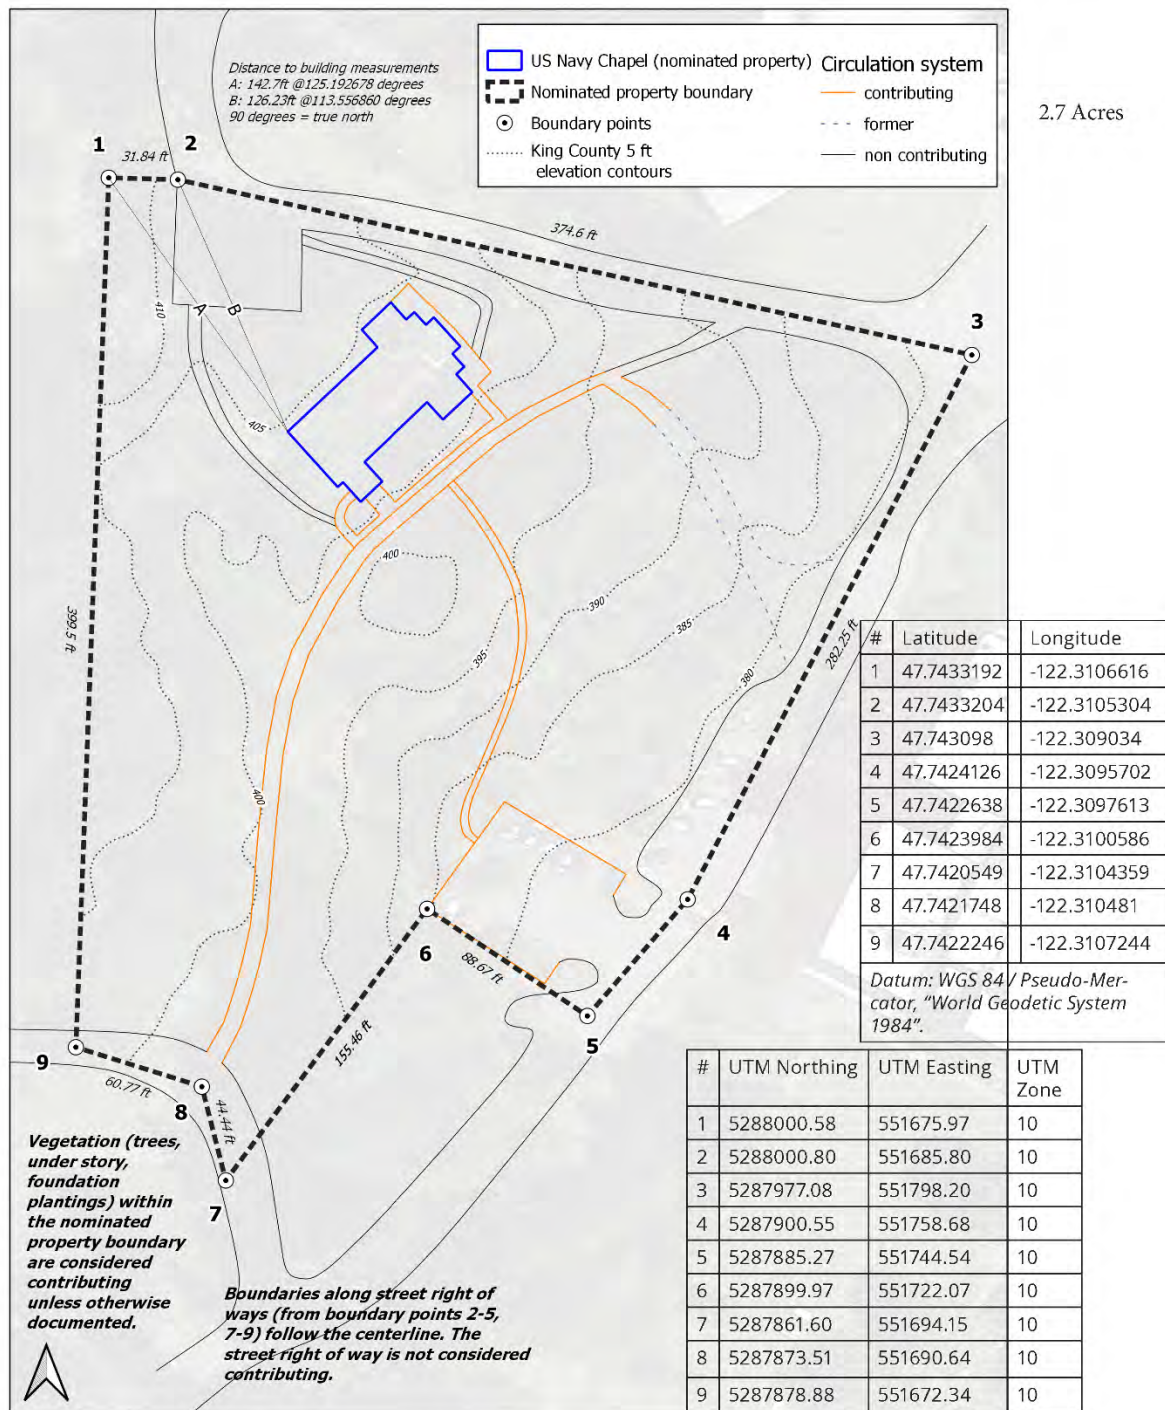 Distance to building measurements
A: 142.7ft @125.192678 degrees
B: 126.23ft @113.556860 degrees
90 degrees = true north
US Navy Chapel (nominated property)
Nominated property boundary
Boundary points
King County 5 ft
elevation contours
Circulation system
contributing
former
non contributing
2.7 Acres
1
31.84 ft
2
374.6 ft
3
410
A
B
405
400
399.5 ft
390
385
395
380
282.25 ft
400
4
6
88.67 ft
5
155.46 ft
9
60.77 ft
8
44.44 ft
7
# Latitude Longitude
1 47.7433192 -122.3106616
2 47.7433204 -122.3105304
3 47.743098 -122.309034
4 47.7424126 -122.3095702
5 47.7422638 -122.3097613
6 47.7423984 -122.3100586
7 47.7420549 -122.3104359
8 47.7421748 -122.310481
9 47.7422246 -122.3107244
Datum: WGS 84 / Pseudo-Mer-
cator, “World Geodetic System
1984”.
# UTM Northing UTM Easting UTM
Zone
1 5288000.58 551675.97 10
2 5288000.80 551685.80 10
3 5287977.08 551798.20 10
4 5287900.55 551758.68 10
5 5287885.27 551744.54 10
6 5287899.97 551722.07 10
7 5287861.60 551694.15 10
8 5287873.51 551690.64 10
9 5287878.88 551672.34 10
Vegetation (trees,
under story,
foundation
plantings) within
the nominated
property boundary
are considered
contributing
unless otherwise
documented.
Boundaries along street right of
ways (from boundary points 2-5,
7-9) follow the centerline. The
street right of way is not considered
contributing.